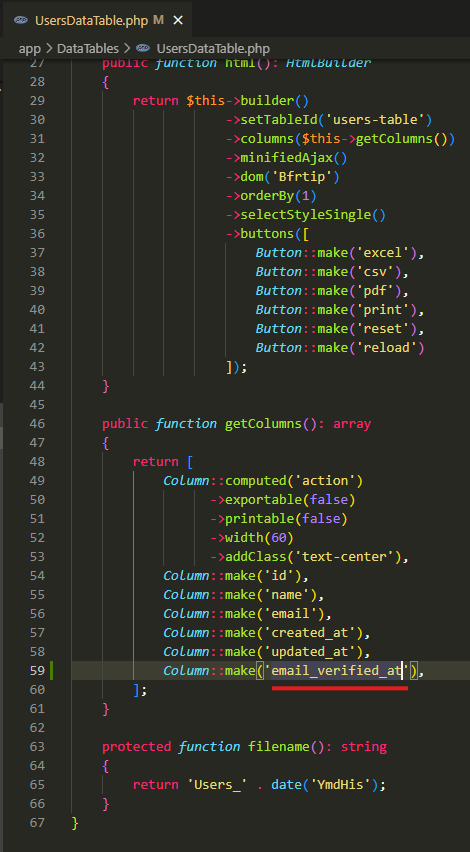 UsersDataTable.php M ×
app > DataTables > UsersDataTable.php
27 public function html(): HtmlBuilder
28 {
29 return $this->builder()
30 ->setTableId('users-table')
31 ->columns($this->getColumns())
32 ->minifiedAjax()
33 ->dom('Bfrtip')
34 ->orderBy(1)
35 ->selectStyleSingle()
36 ->buttons([
37 Button::make('excel'),
38 Button::make('csv'),
39 Button::make('pdf'),
40 Button::make('print'),
41 Button::make('reset'),
42 Button::make('reload')
43 ]);
44 }
45
46 public function getColumns(): array
47 {
48 return [
49 Column::computed('action')
50 ->exportable(false)
51 ->printable(false)
52 ->width(60)
53 ->addClass('text-center'),
54 Column::make('id'),
55 Column::make('name'),
56 Column::make('email'),
57 Column::make('created_at'),
58 Column::make('updated_at'),
59 Column::make('email_verified_at'),
60 ];
61 }
62
63 protected function filename(): string
64 {
65 return 'Users_' . date('YmdHis');
66 }
67 }